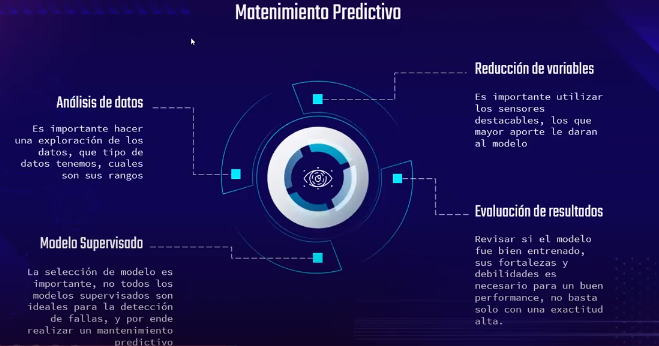 Matenimiento Predictivo
Análisis de datos
Es importante hacer
una exploración de los
datos, que tipo de
datos tenemos, cuales
son sus rangos
Modelo Supervisado
La selección de modelo es
importante, no todos los
modelos supervisados son
ideales para la detección
de fallas, y por ende
realizar un mantenimiento
predictivo
Reducción de variables
Es importante utilizar
los sensores
destacables, los que
mayor aporte le daran
al modelo
Evaluación de resultados
Revisar si el modelo
fue bien entrenado,
sus fortalezas y
debilidades es
necesario para un buen
performance, no basta
solo con una exactitud
alta.